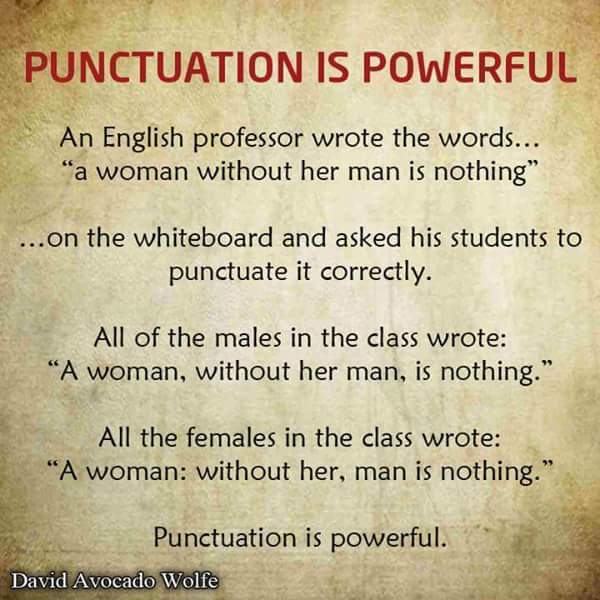 PUNCTUATION IS POWERFUL
An English professor wrote the words...
“a woman without her man is nothing”
...on the whiteboard and asked his students to
punctuate it correctly.
All of the males in the class wrote:
“A woman, without her man, is nothing.”
All the females in the class wrote:
“A woman: without her, man is nothing.”
Punctuation is powerful.
David Avocado Wolfe